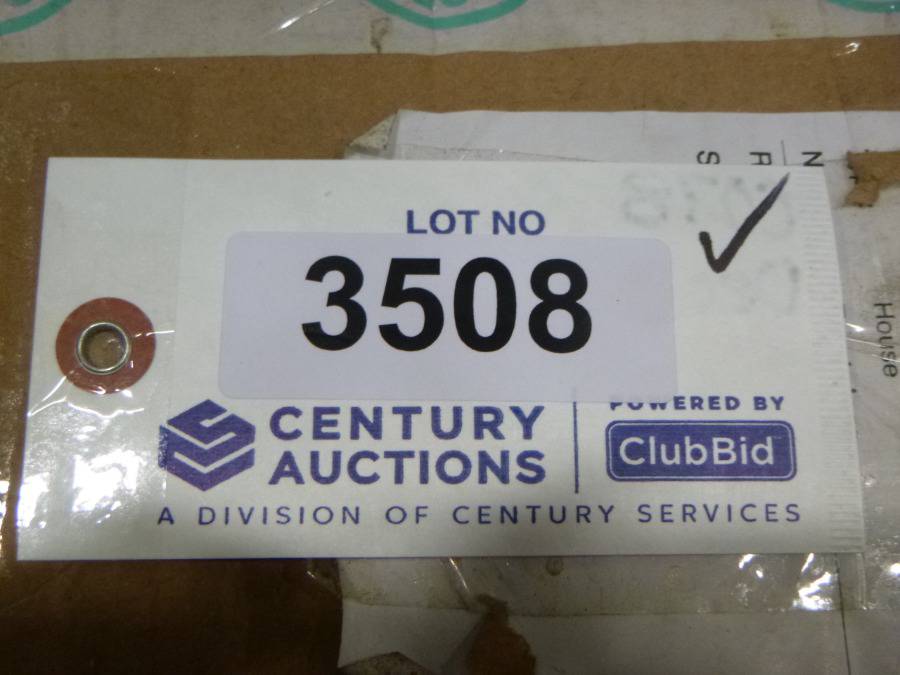 LOT NO
3508
CENTURY
AUCTIONS
POWERED BY
ClubBid
A DIVISION OF CENTURY SERVICES
House